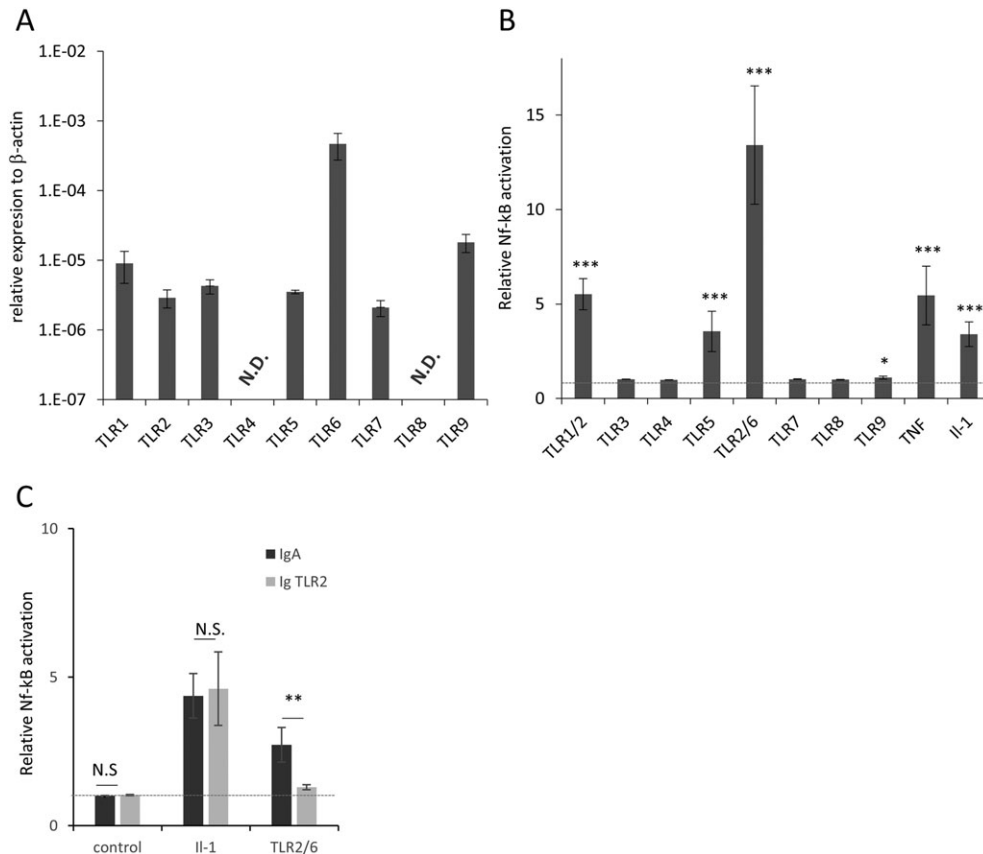 A
relative expresion to β-actin
1.E-02
1.E-03
1.E-04
1.E-05
1.E-06
1.E-07
N.D.
N.D.
TLR1
TLR2
TLR3
TLR4
TLR5
TLR6
TLR7
TLR8
TLR9
B
Relative Nf-kB activation
15
10
5
0
***
***
***
*
***
***
TLR1/2
TLR3
TLR4
TLR5
TLR2/6
TLR7
TLR8
TLR9
TNF
Il-1
C
Relative Nf-kB activation
10
5
0
IgA
Ig TLR2
N.S
N.S.
**
control
Il-1
TLR2/6